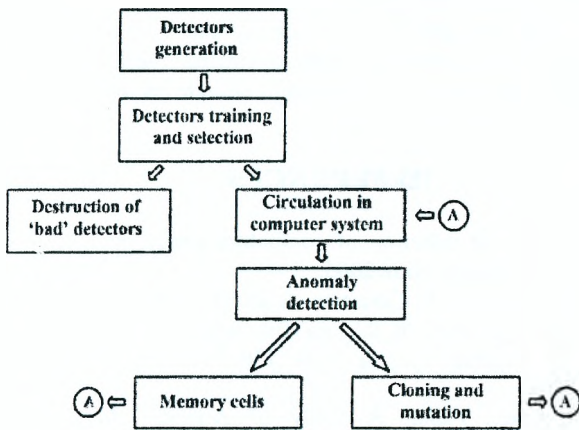 Detectors
generation
Detectors training
and selection
Destruction of
‘bad’ detectors
Circulation in
computer system
A
Anomaly
detection
A
Memory cells
Cloning and
mutation
A